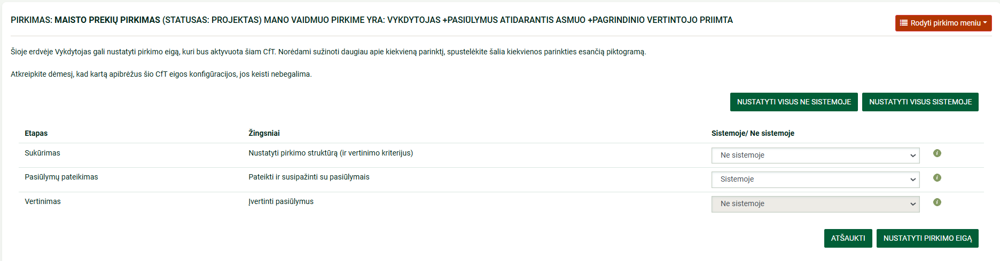 PIRKIMAS: MAISTO PREKIŲ PIRKIMAS (STATUSAS: PROJEKTAS) MANO VAIDMUO PIRKIME YRA: VYKDYTOJAS +PASIŪLYMUS ATIDARANTIS ASMUO +PAGRINDINIO VERTINTOJO PRIIMTA
Rodyti pirkimo meniu
Šioje erdvėje Vykdytojas gali nustatyti pirkimo eigą, kuri bus aktyvuota šiam CfT. Norėdami sužinoti daugiau apie kiekvieną parinktį, spustelėkite šalia kiekvienos parinkties esančią piktogramą.
Atkreipkite dėmesį, kad kartą apibrėžus šio CfT eigos konfigūracijos, jos keisti nebegalima.
NUSTATYTI VISUS NE SISTEMOJE NUSTATYTI VISUS SISTEMOJE
Etapas Žingsniai Sistemoje/ Ne sistemoje
Sukūrimas Nustatyti pirkimo struktūrą (ir vertinimo kriterijus) Ne sistemoje
Pasiūlymų pateikimas Pateikti ir susipažinti su pasiūlymais Sistemoje
Vertinimas Įvertinti pasiūlymus Ne sistemoje
ATŠAUKTI NUSTATYTI PIRKIMO EIGĄ